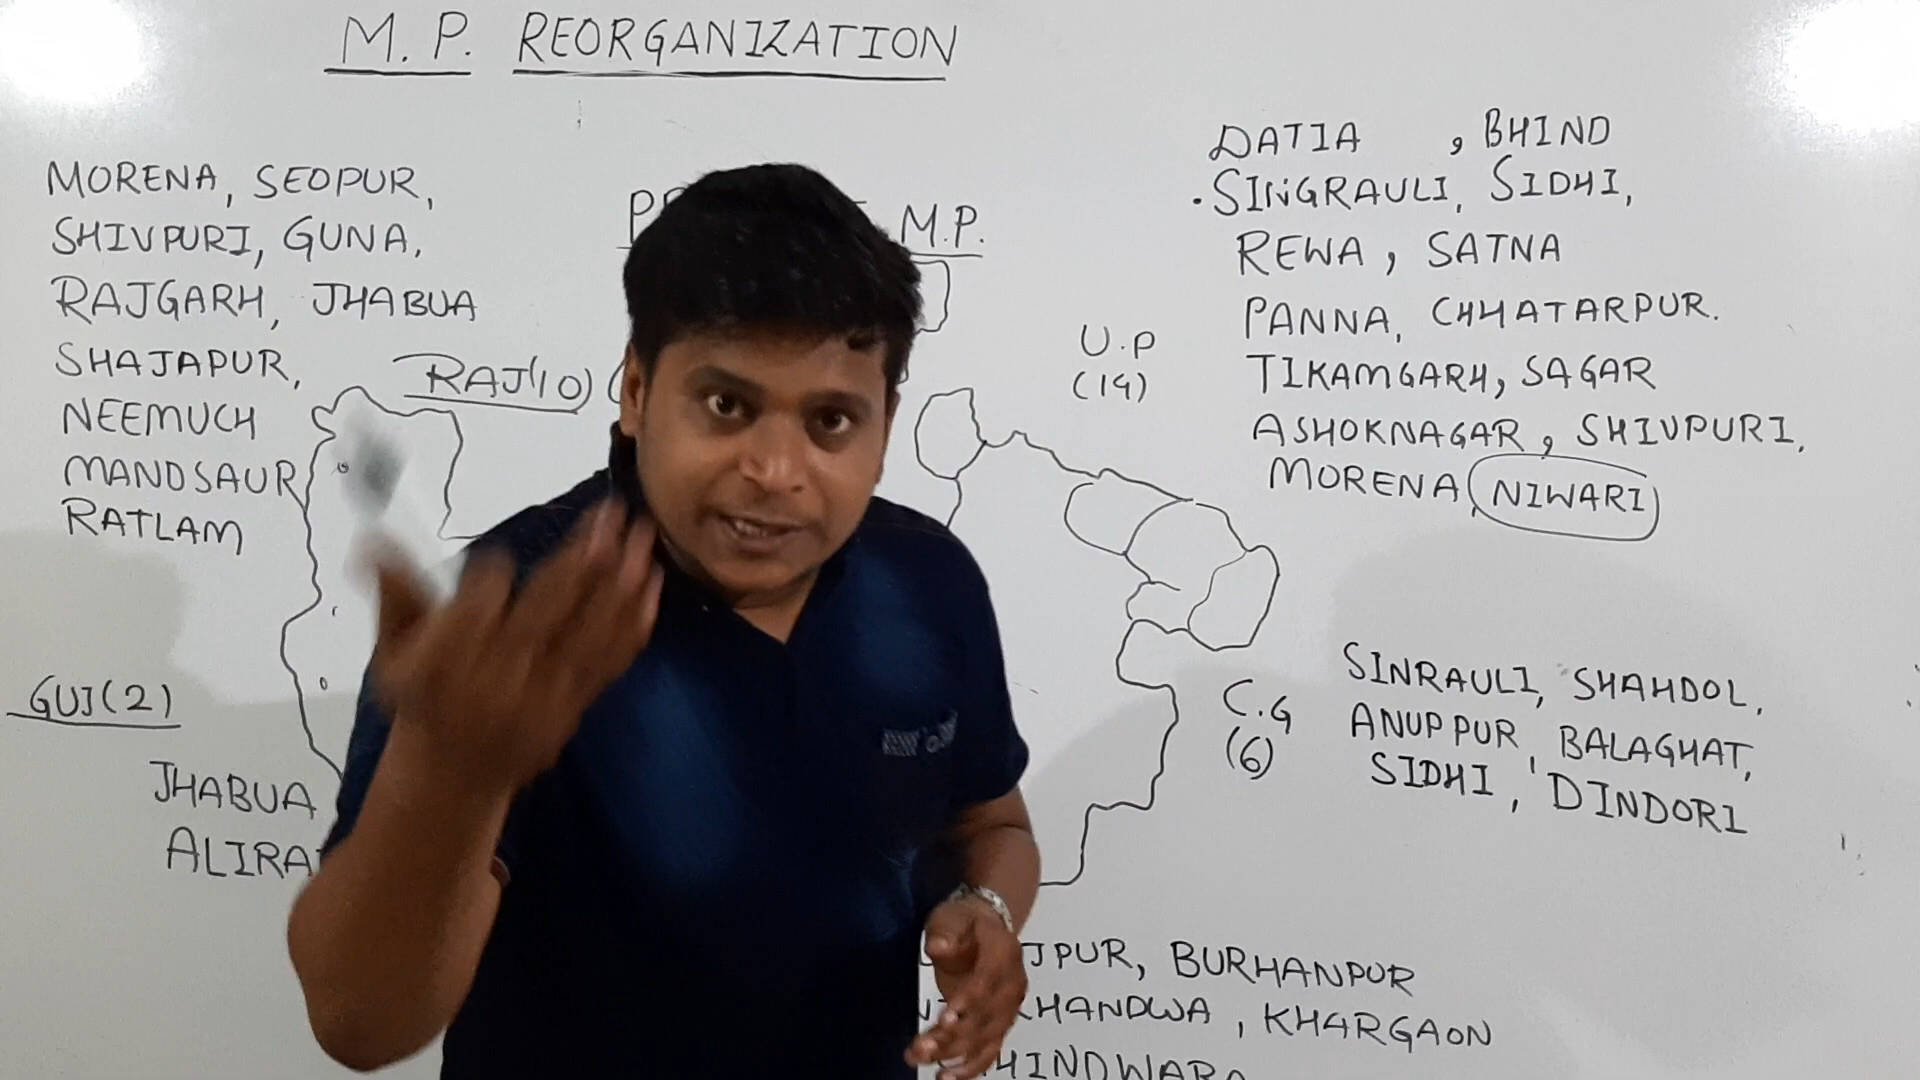 M. P. REORGANIZATION
MORENA, SEOPUR,
SHIVPURI, GUNA,
RAJGARH, JHABUA
SHAJAPUR,
NEEMUCH
MANDSAUR
RATLAM
RAJ(10)
M.P.
U.P
(14)
DATIA , BHIND
SINGRAULI, SIDHI,
REWA, SATNA
PANNA, CHHATARPUR.
TIKAMGARH, SAGAR
ASHOKNAGAR, SHIVPURI,
MORENA, NIWARI
GUJ(2)
JHABUA
C.G
(6)
SINRAULI, SHAHDOL,
ANUPPUR, BALAGHAT,
SIDHI, DINDORI
BURHANPUR
KHANDWA, KHARGAON